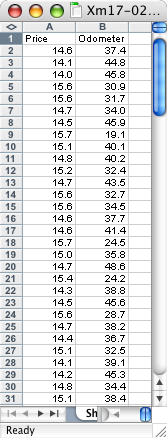 Xm17-02...
A B
1 Price Odometer
2 14.6 37.4
3 14.1 44.8
4 14.0 45.8
5 15.6 30.9
6 15.6 31.7
7 14.7 34.0
8 14.5 45.9
9 15.7 19.1
10 15.1 40.1
11 14.8 40.2
12 15.2 32.4
13 14.7 43.5
14 15.6 32.7
15 15.6 34.5
16 14.6 37.7
17 14.6 41.4
18 15.7 24.5
19 15.0 35.8
20 14.7 48.6
21 15.4 24.2
22 14.3 38.8
23 14.5 45.6
24 15.6 28.7
25 14.7 38.2
26 14.4 36.7
27 15.1 32.5
28 14.1 39.1
29 14.2 45.3
30 14.8 34.4
31 15.1 38.4
Sh
Ready